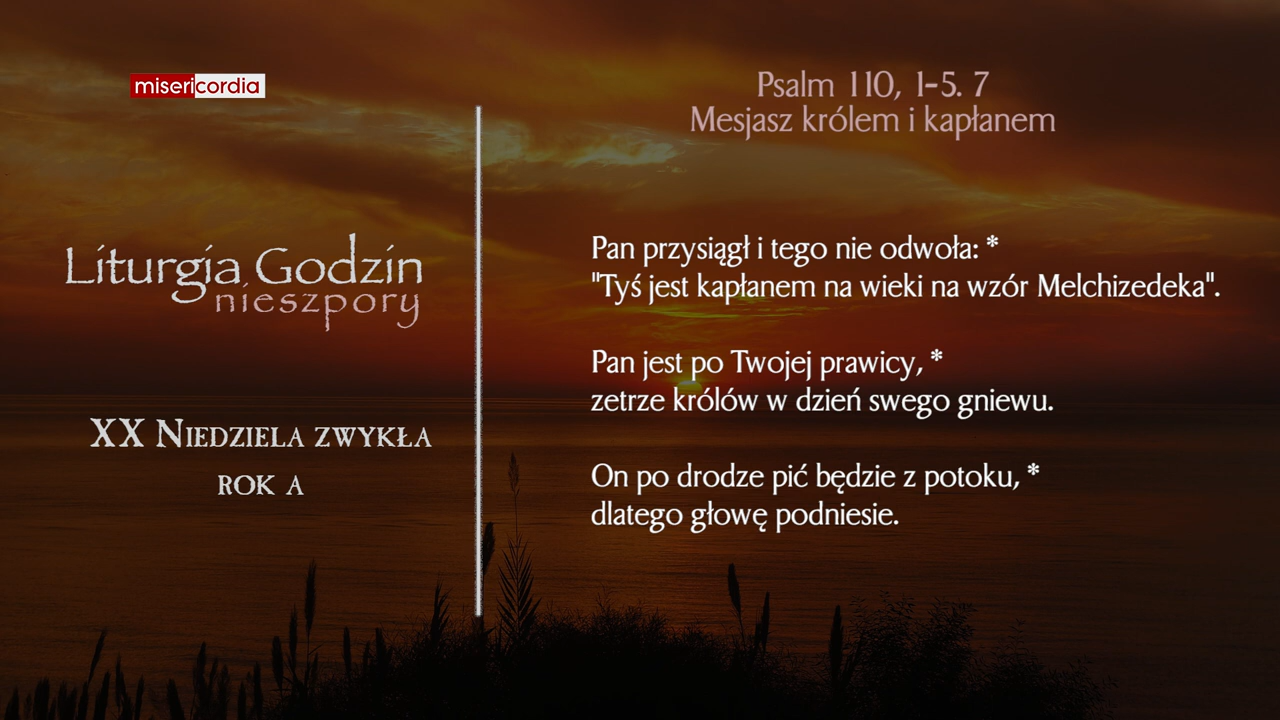 misericordia
Liturgia Godzin
nieszpory
XX Niedziela zwykła
rok A
Psalm 110, 1-5. 7
Mesjasz królem i kapłanem
Pan przysiągł i tego nie odwoła: *
"Tyś jest kapłanem na wieki na wzór Melchizedeka".
Pan jest po Twojej prawicy, *
zetrze królów w dzień swego gniewu.
On po drodze pić będzie z potoku, *
dlatego głowę podniesie.